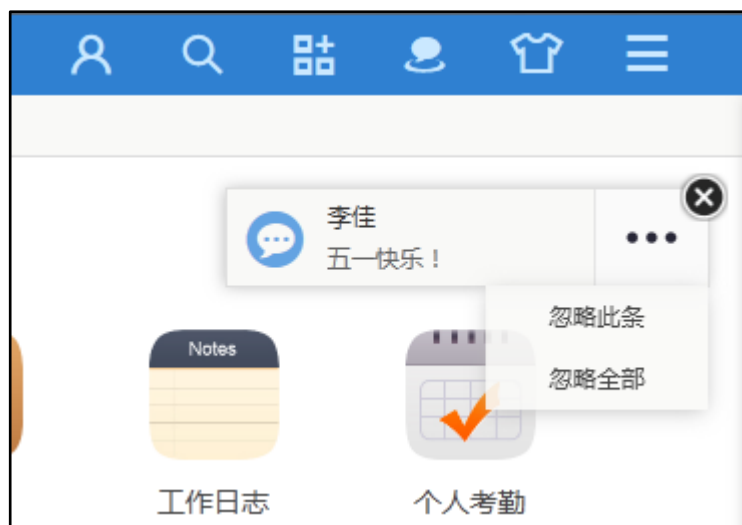 李佳
五一快乐！
忽略此条
忽略全部
Notes
工作日志
个人考勤